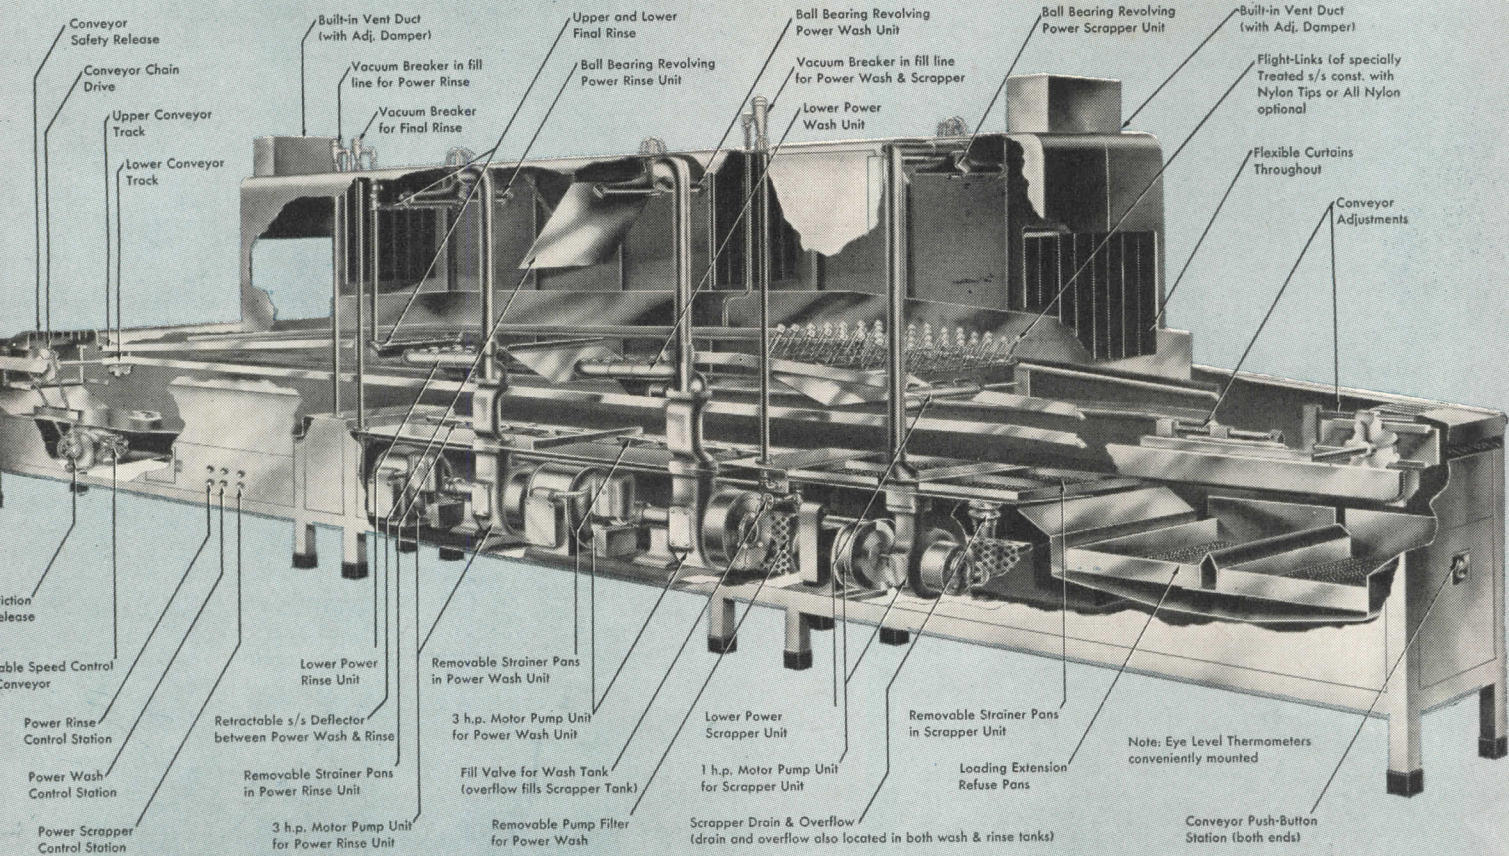 Conveyor
Safety Release
Conveyor Chain
Drive
Upper Conveyor
Track
Lower Conveyor
Track
Built-in Vent Duct
(with Adj. Damper)
Vacuum Breaker in fill
line for Power Rinse
Vacuum Breaker
for Final Rinse
Upper and Lower
Final Rinse
Ball Bearing Revolving
Power Rinse Unit
Ball Bearing Revolving
Power Wash Unit
Vacuum Breaker in fill line
for Power Wash & Scrapper
Lower Power
Wash Unit
Ball Bearing Revolving
Power Scrapper Unit
Built-in Vent Duct
(with Adj. Damper)
Flight-Links (of specially
Treated s/s const. with
Nylon Tips or All Nylon
optional
Flexible Curtains
Throughout
Conveyor
Adjustments
iction
elease
able Speed Control
Conveyor
Power Rinse
Control Station
Power Wash
Control Station
Power Scrapper
Control Station
Lower Power
Rinse Unit
Retractable s/s Deflector
between Power Wash & Rinse
Removable Strainer Pans
in Power Rinse Unit
3 h.p. Motor Pump Unit
for Power Rinse Unit
Removable Strainer Pans
in Power Wash Unit
3 h.p. Motor Pump Unit
for Power Wash Unit
Fill Valve for Wash Tank
(overflow fills Scrapper Tank)
Removable Pump Filter
for Power Wash
Lower Power
Scrapper Unit
1 h.p. Motor Pump Unit
for Scrapper Unit
Scrapper Drain & Overflow
(drain and overflow also located in both wash & rinse tanks)
Removable Strainer Pans
in Scrapper Unit
Loading Extension
Refuse Pans
Note: Eye Level Thermometers
conveniently mounted
Conveyor Push-Button
Station (both ends)